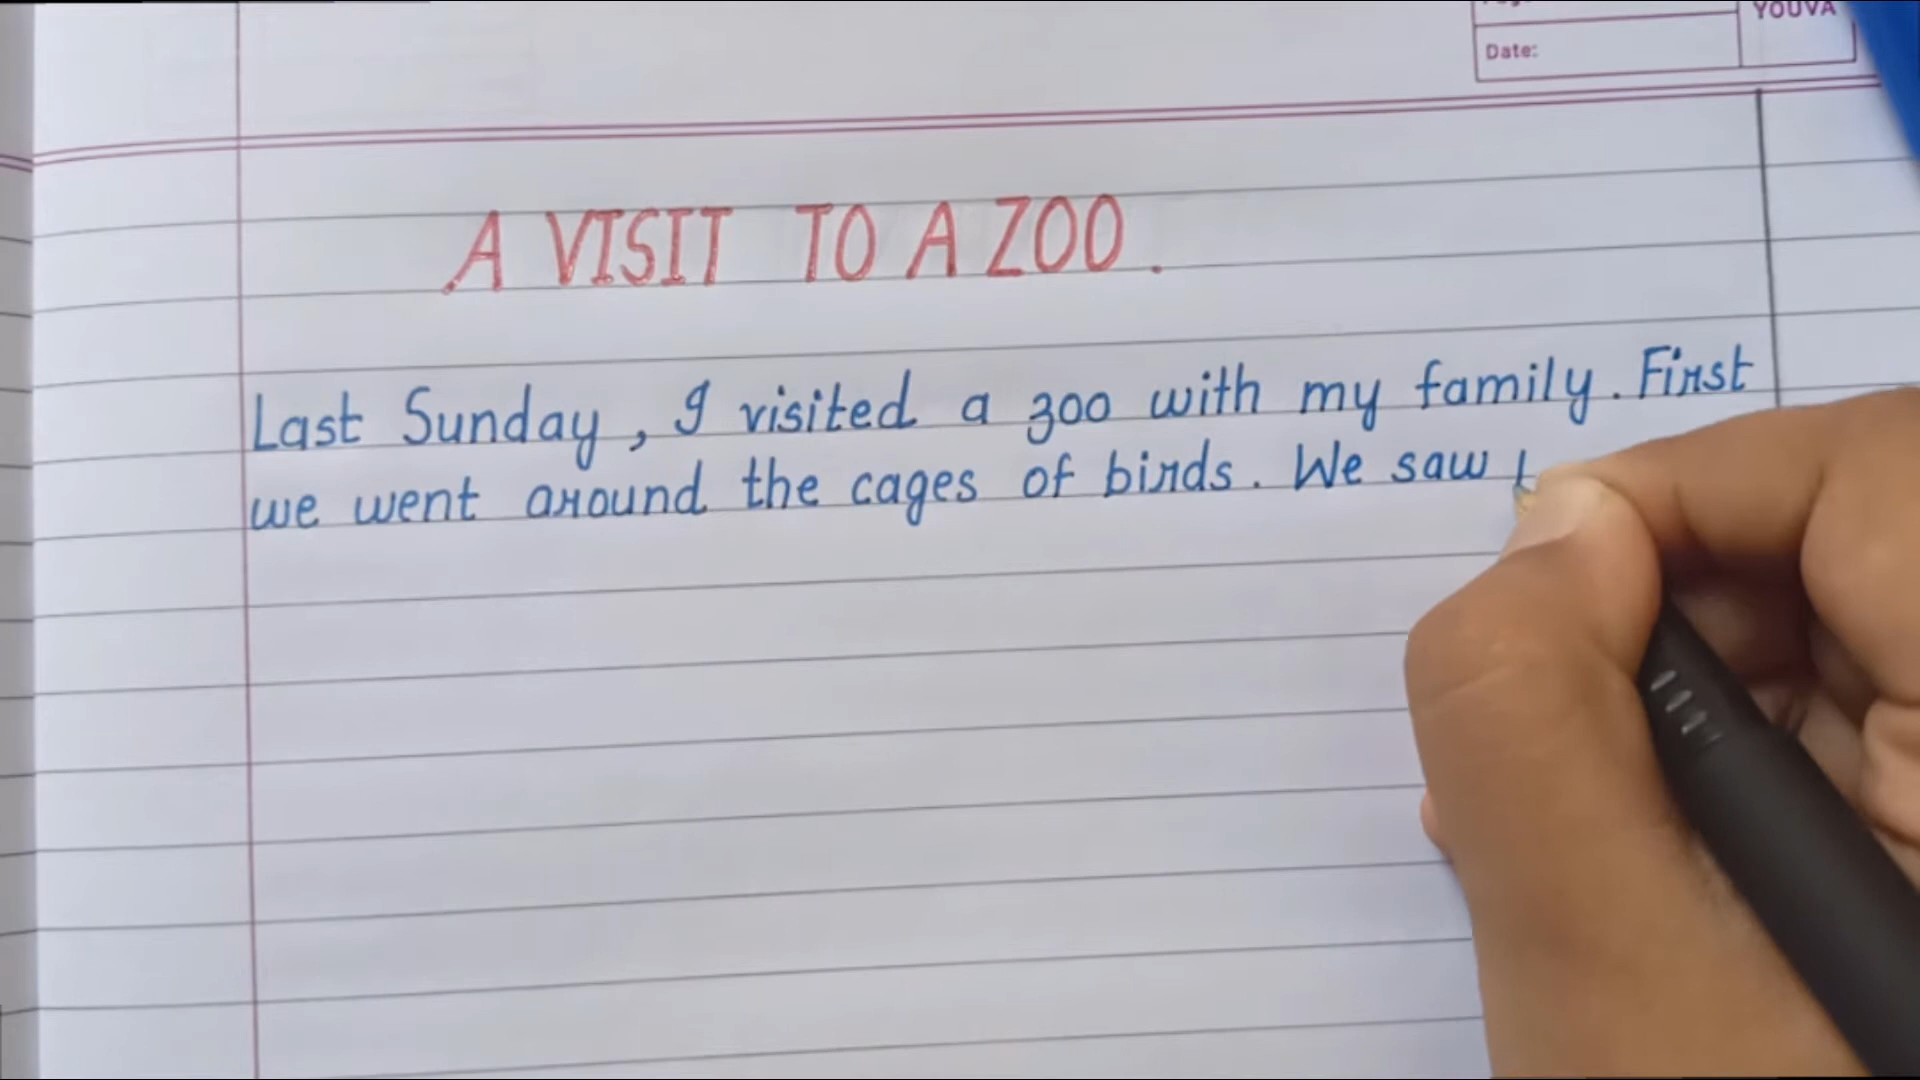 YOUVA
Date:
A VISIT TO A ZOO.
Last Sunday, I visited a zoo with my family. First
we went around the cages of birds. We saw